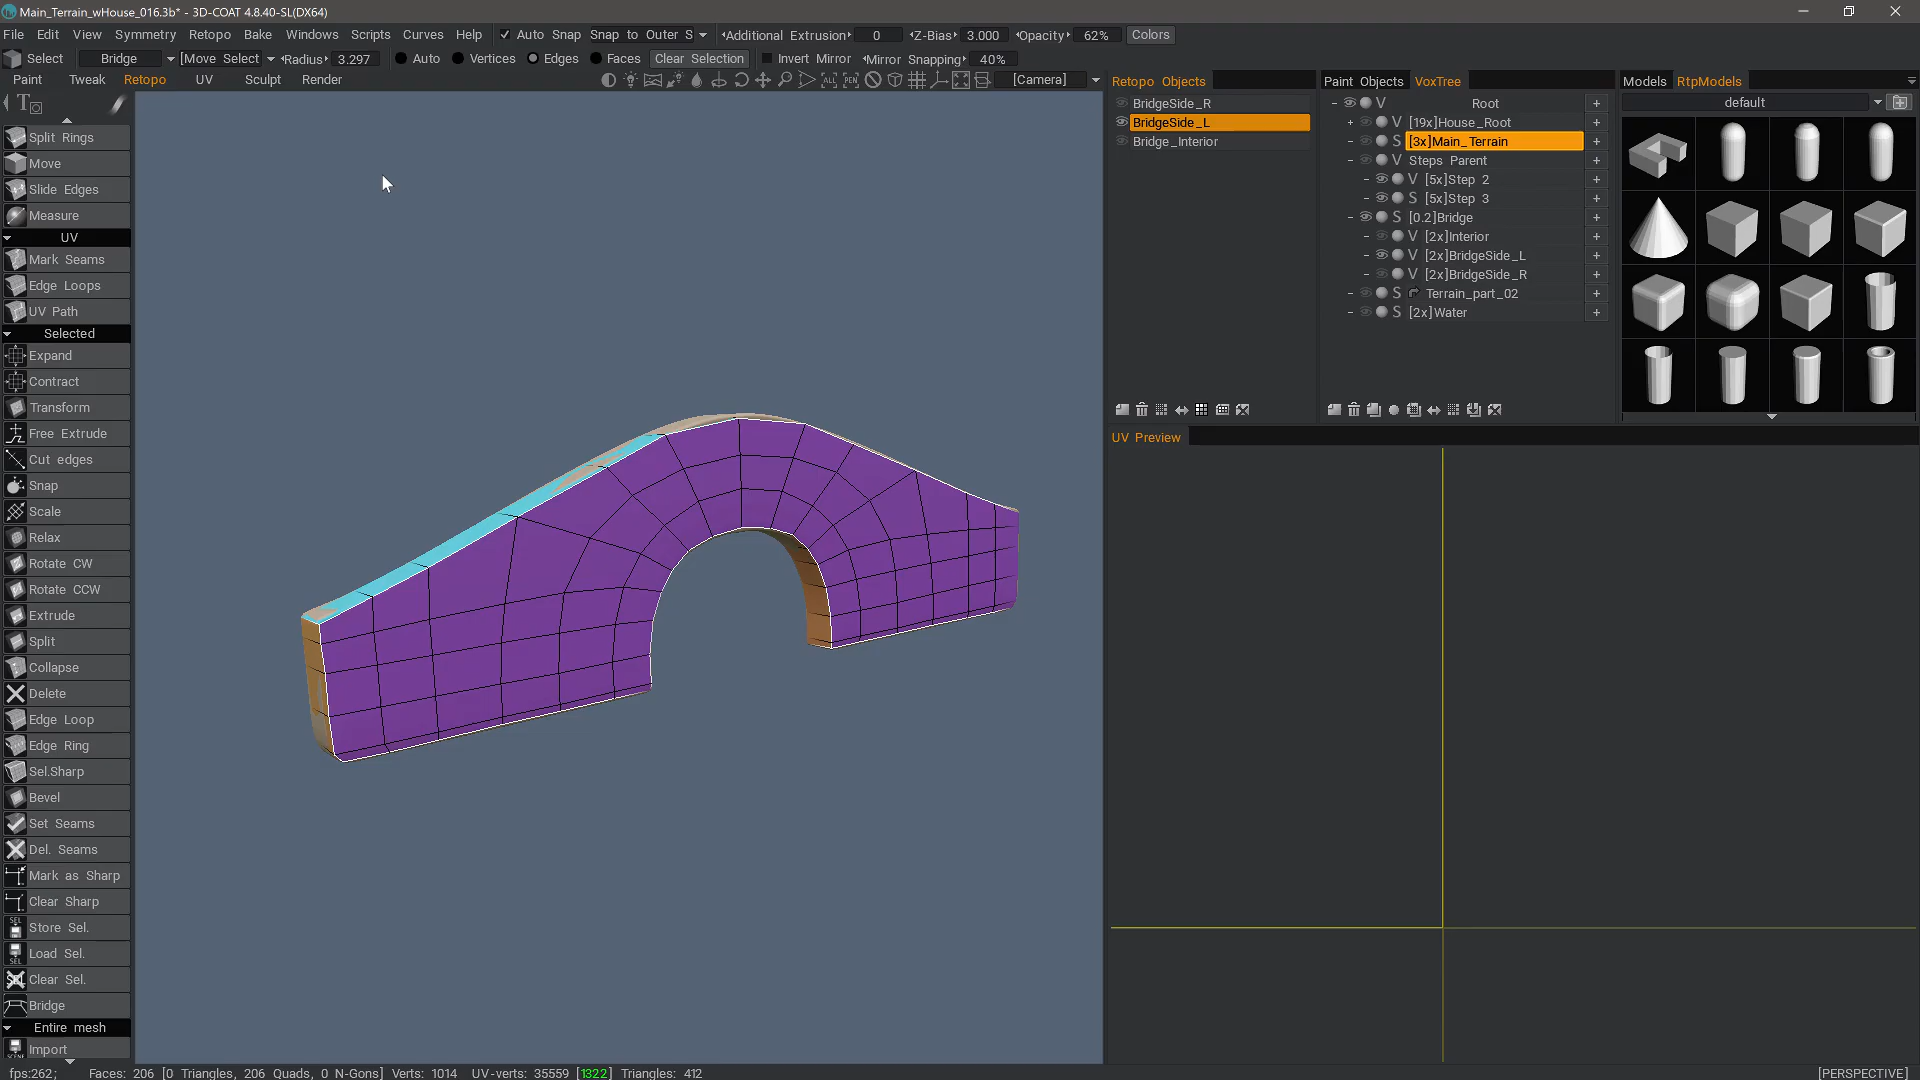 Main_Terrain_wHouse_016.3b* - 3D-COAT 4.8.40-SL(DX64)
File Edit View Symmetry Retopo Bake Windows Scripts Curves Help Auto Snap Snap to Outer S Additional Extrusion 0 Z-Bias 3.000 Opacity 62% Colors
Select Bridge [Move Select Radius 3.297 Auto Vertices Edges Faces Clear Selection Invert Mirror Mirror Snapping 40%
Paint Tweak Retopo UV Sculpt Render ALL PEN [Camera]
Retopo Objects
Paint Objects VoxTree
Models RtpModels
default
BridgeSide_R
BridgeSide_L
Bridge_Interior
V Root
V [19x]House_Root
S [3x]Main_Terrain
V Steps Parent
V [5x]Step 2
S [5x]Step 3
S [0.2]Bridge
V [2x]Interior
V [2x]BridgeSide_L
V [2x]BridgeSide_R
S Terrain_part_02
S [2x]Water
UV Preview
Split Rings
Move
Slide Edges
Measure
UV
Mark Seams
Edge Loops
UV Path
Selected
Expand
Contract
Transform
Free Extrude
Cut edges
Snap
Scale
Relax
Rotate CW
Rotate CCW
Extrude
Split
Collapse
Delete
Edge Loop
Edge Ring
Sel.Sharp
Bevel
Set Seams
Del. Seams
Mark as Sharp
Clear Sharp
SEL Store Sel.
SEL Load Sel.
SEL Clear Sel.
Bridge
Entire mesh
SCENE Import
fps:262; Faces: 206 [0 Triangles, 206 Quads, 0 N-Gons] Verts: 1014 UV-verts: 35559 [1322] Triangles: 412 [PERSPECTIVE]